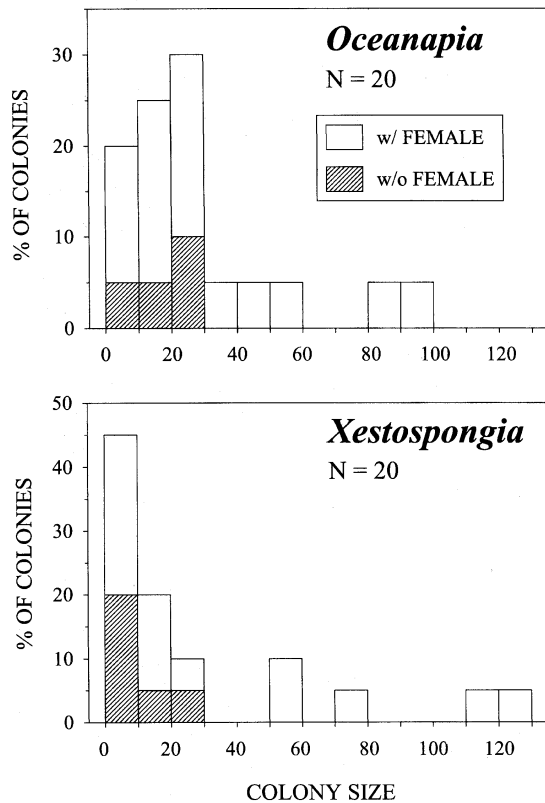 Oceanapia
N = 20
w/ FEMALE
w/o FEMALE
% OF COLONIES
30
20
10
0
0 20 40 60 80 100 120
Xestospongia
N = 20
% OF COLONIES
50
40
30
20
10
0
0 20 40 60 80 100 120
COLONY SIZE